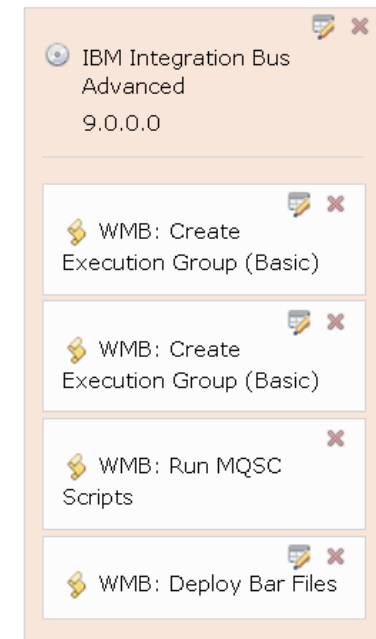 IBM Integration Bus
Advanced
9.0.0.0
WMB: Create
Execution Group (Basic)
WMB: Create
Execution Group (Basic)
WMB: Run MQSC
Scripts
WMB: Deploy Bar Files